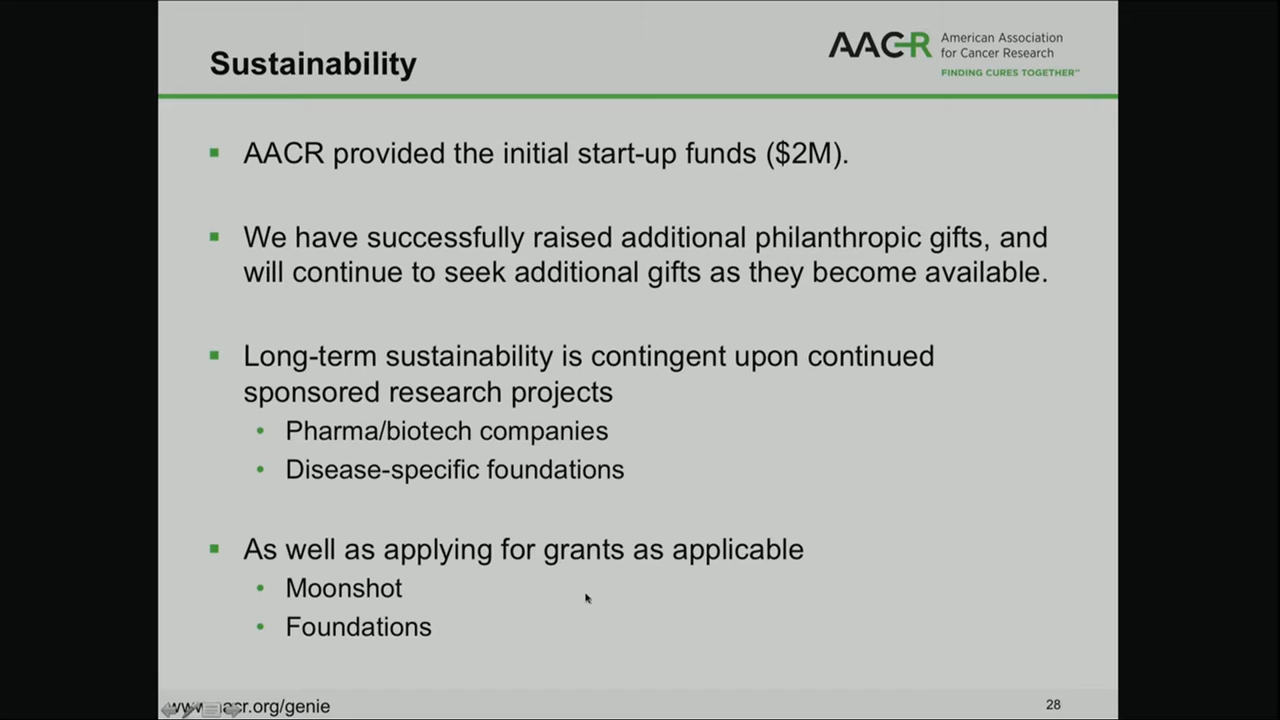 Sustainability
AACR American Association
for Cancer Research
FINDING CURES TOGETHER℠
AACR provided the initial start-up funds ($2M).
We have successfully raised additional philanthropic gifts, and
will continue to seek additional gifts as they become available.
Long-term sustainability is contingent upon continued
sponsored research projects
Pharma/biotech companies
Disease-specific foundations
As well as applying for grants as applicable
Moonshot
Foundations
www.aacr.org/genie
28